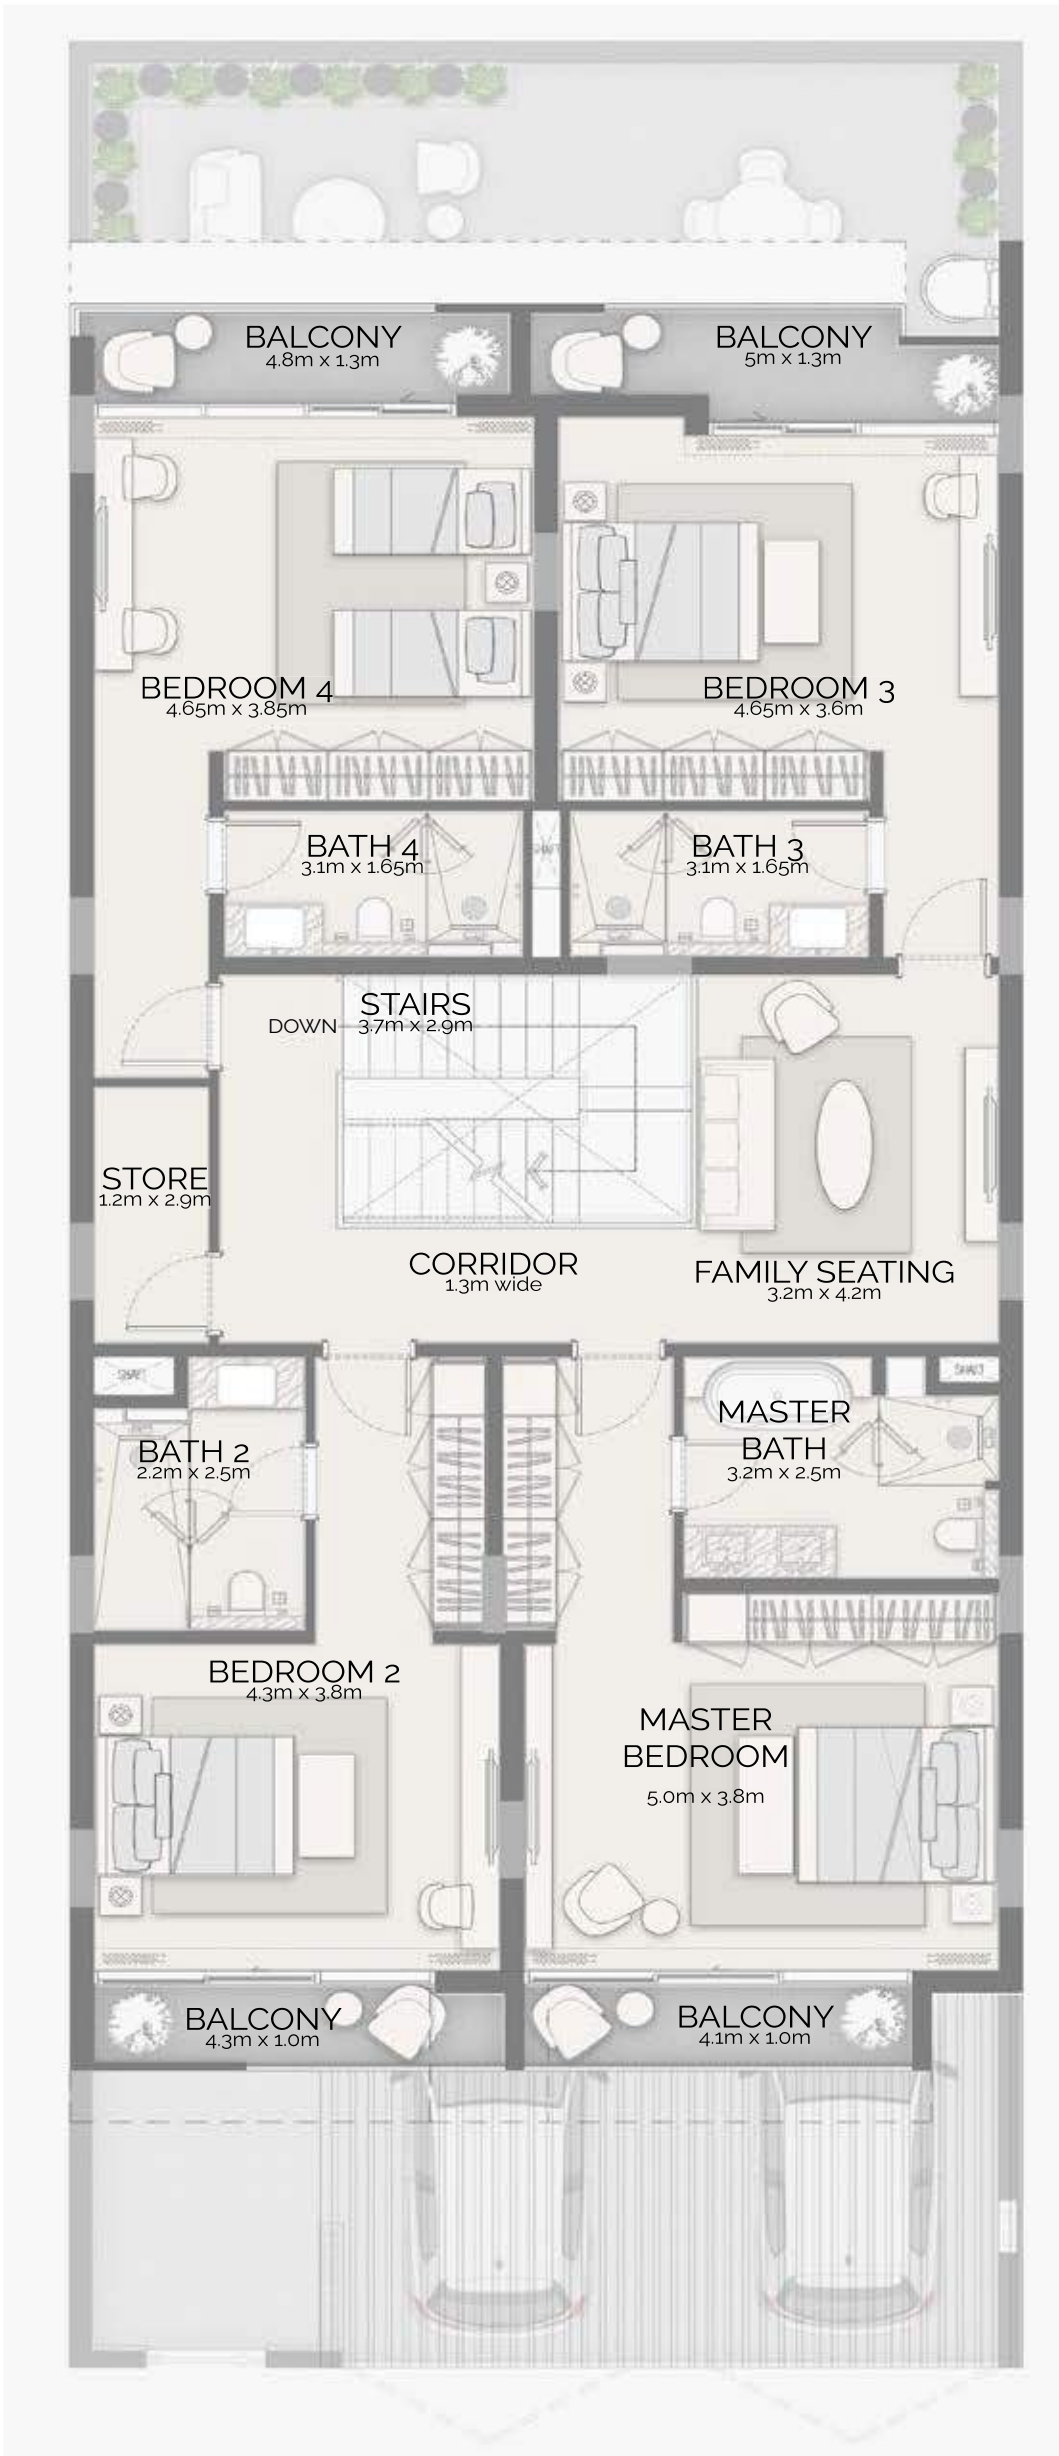 BALCONY
4.8m x 1.3m
BALCONY
5m x 1.3m
BEDROOM 4
4.65m x 3.85m
BEDROOM 3
4.65m x 3.6m
BATH 4
3.1m x 1.65m
SHAFT
BATH 3
3.1m x 1.65m
STAIRS
3.7m x 2.9m
DOWN
STORE
1.2m x 2.9m
CORRIDOR
1.3m wide
FAMILY SEATING
3.2m x 4.2m
SHAFT
SHAFT
BATH 2
2.2m x 2.5m
MASTER
BATH
3.2m x 2.5m
BEDROOM 2
4.3m x 3.8m
MASTER
BEDROOM
5.0m x 3.8m
BALCONY
4.3m x 1.0m
BALCONY
4.1m x 1.0m